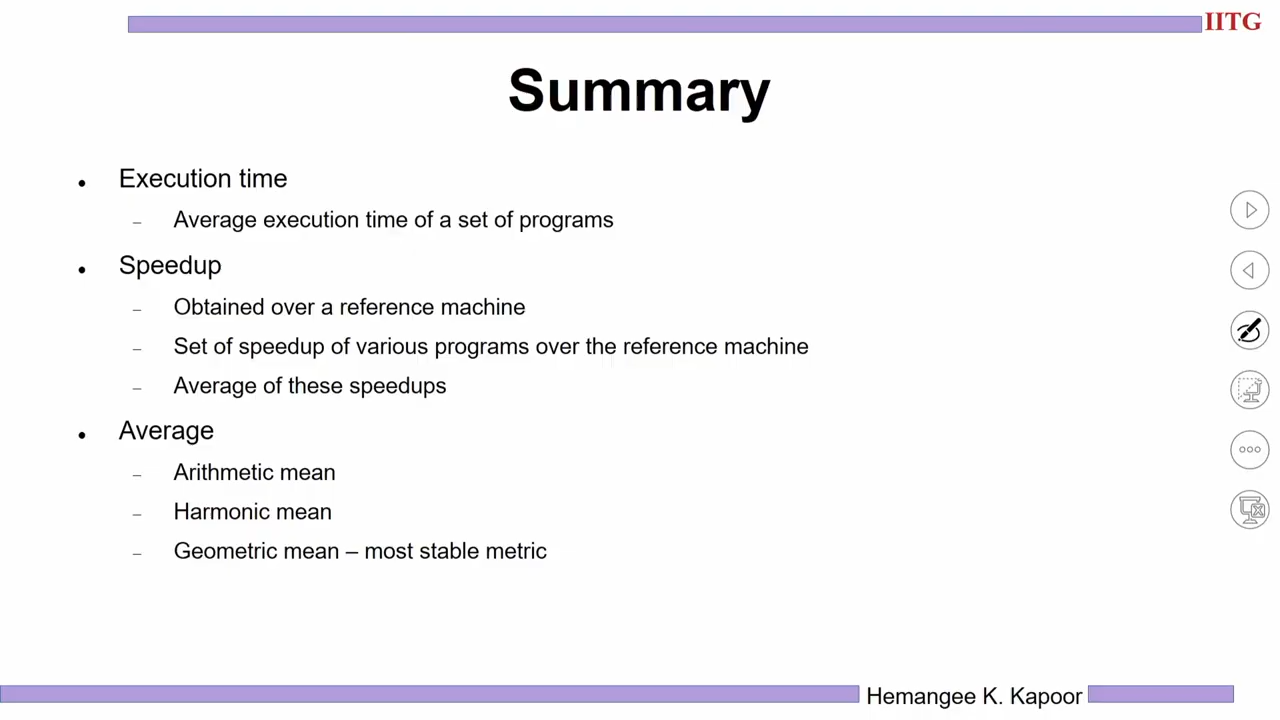 IITG
Summary
• Execution time
– Average execution time of a set of programs
• Speedup
– Obtained over a reference machine
– Set of speedup of various programs over the reference machine
– Average of these speedups
• Average
– Arithmetic mean
– Harmonic mean
– Geometric mean – most stable metric
Hemangee K. Kapoor